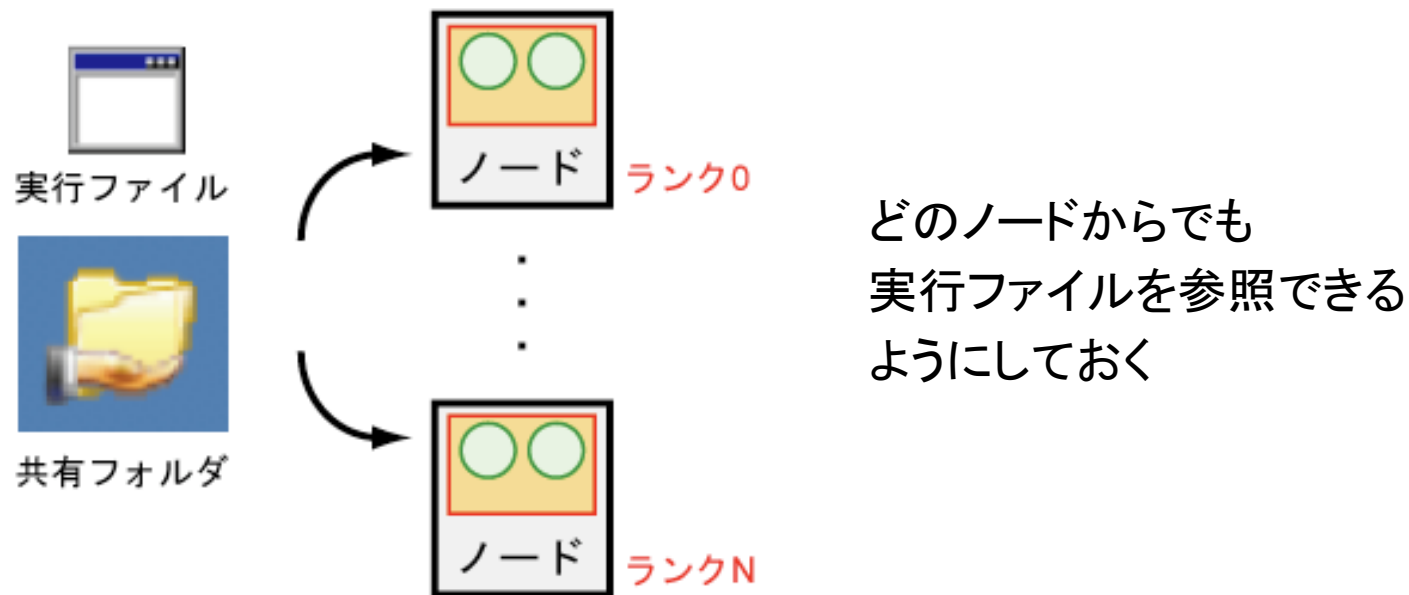 実行ファイル
共有フォルダ
ノード
ランク0
ノード
ランクN
どのノードからでも
実行ファイルを参照できる
ようにしておく